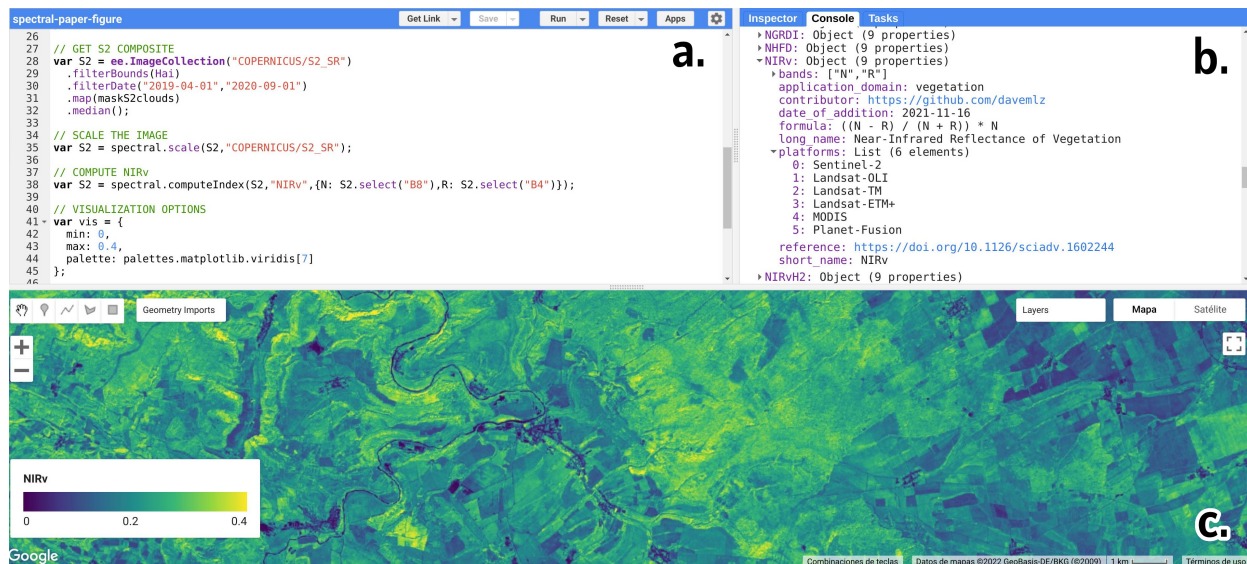 spectral-paper-figure
Get Link
Save
Run
Reset
Apps
26
27 // GET S2 COMPOSITE
28 var S2 = ee.ImageCollection("COPERNICUS/S2_SR")
29 .filterBounds(Hai)
30 .filterDate("2019-04-01","2020-09-01")
31 .map(maskS2clouds)
32 .median();
33
34 // SCALE THE IMAGE
35 var S2 = spectral.scale(S2,"COPERNICUS/S2_SR");
36
37 // COMPUTE NIRv
38 var S2 = spectral.computeIndex(S2,"NIRv",{N: S2.select("B8"),R: S2.select("B4")});
39
40 // VISUALIZATION OPTIONS
41 var vis = {
42 min: 0,
43 max: 0.4,
44 palette: palettes.matplotlib.viridis[7]
45 };
46
a.
Inspector
Console
Tasks
NGRDI: Object (9 properties)
NHFD: Object (9 properties)
NIRv: Object (9 properties)
bands: ["N","R"]
application_domain: vegetation
contributor: https://github.com/davemlz
date_of_addition: 2021-11-16
formula: ((N - R) / (N + R)) * N
long_name: Near-Infrared Reflectance of Vegetation
platforms: List (6 elements)
0: Sentinel-2
1: Landsat-OLI
2: Landsat-TM
3: Landsat-ETM+
4: MODIS
5: Planet-Fusion
reference: https://doi.org/10.1126/sciadv.1602244
short_name: NIRv
NIRvH2: Object (9 properties)
b.
Geometry Imports
Layers
Mapa
Satélite
NIRv
0 0.2 0.4
c.
Google
Combinaciones de teclas
Datos de mapas ©2022 GeoBasis-DE/BKG (©2009)
1 km
Términos de uso